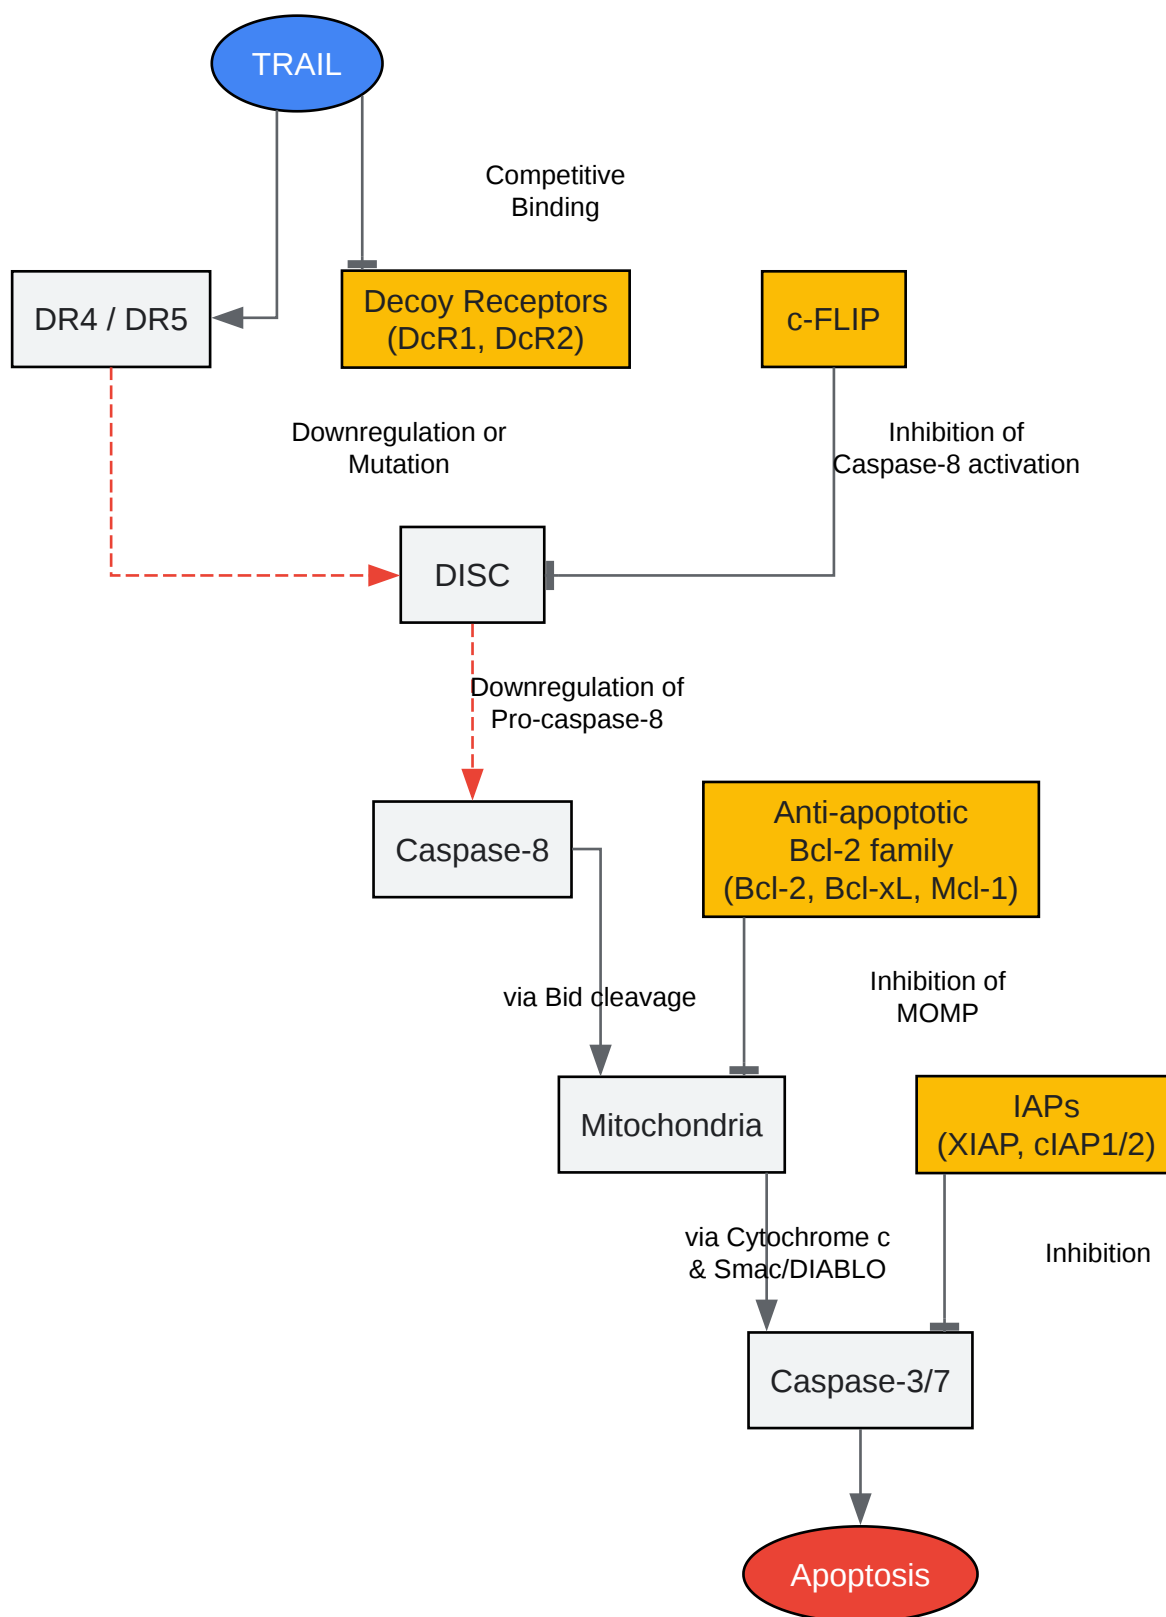 TRAIL
Competitive
Binding
DR4 / DR5
Decoy Receptors
(DcR1, DcR2)
c-FLIP
Downregulation or
Mutation
Inhibition of
Caspase-8 activation
DISC
Downregulation of
Pro-caspase-8
Caspase-8
Anti-apoptotic
Bcl-2 family
(Bcl-2, Bcl-xL, Mcl-1)
via Bid cleavage
Inhibition of
MOMP
Mitochondria
IAPs
(XIAP, cIAP1/2)
via Cytochrome c
& Smac/DIABLO
Inhibition
Caspase-3/7
Apoptosis